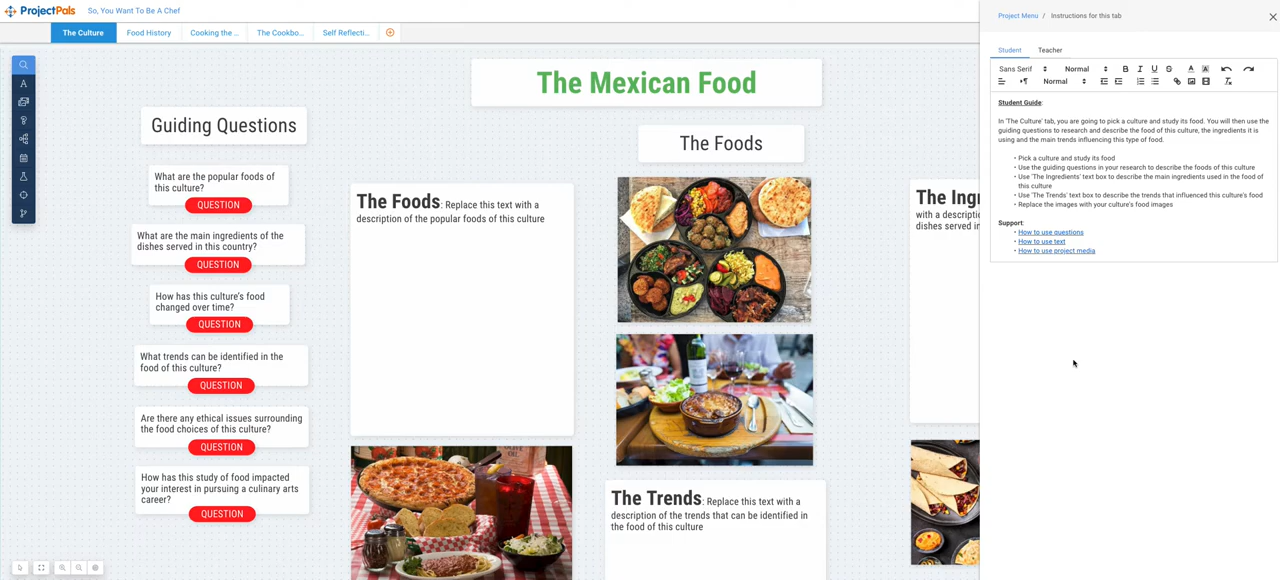 ProjectPals
So, You Want To Be A Chef
The Culture
Food History
Cooking the ...
The Cookbo...
Self Reflecti...
The Mexican Food
Guiding Questions
The Foods
What are the popular foods of
this culture?
QUESTION
What are the main ingredients of the
dishes served in this country?
QUESTION
How has this culture's food
changed over time?
QUESTION
What trends can be identified in the
food of this culture?
QUESTION
Are there any ethical issues surrounding
the food choices of this culture?
QUESTION
How has this study of food impacted
your interest in pursuing a culinary arts
career?
QUESTION
The Foods: Replace this text with a
description of the popular foods of this culture
The Trends: Replace this text with a
description of the trends that can be identified in
the food of this culture
The Ing
with a descripti
dishes served in
Project Menu / Instructions for this tab
Student
Teacher
Sans Serif
Normal
B I U S A A
Normal
Student Guide:
In 'The Culture' tab, you are going to pick a culture and study its food. You will then use the
guiding questions to research and describe the food of this culture, the ingredients it is
using and the main trends influencing this type of food.
• Pick a culture and study its food
• Use the guiding questions in your research to describe the foods of this culture
• Use 'The Ingredients' text box to describe the main ingredients used in the food of
this culture
• Use 'The Trends' text box to describe the trends that influenced this culture's food
• Replace the images with your culture's food images
Support:
• How to use questions
• How to use text
• How to use project media